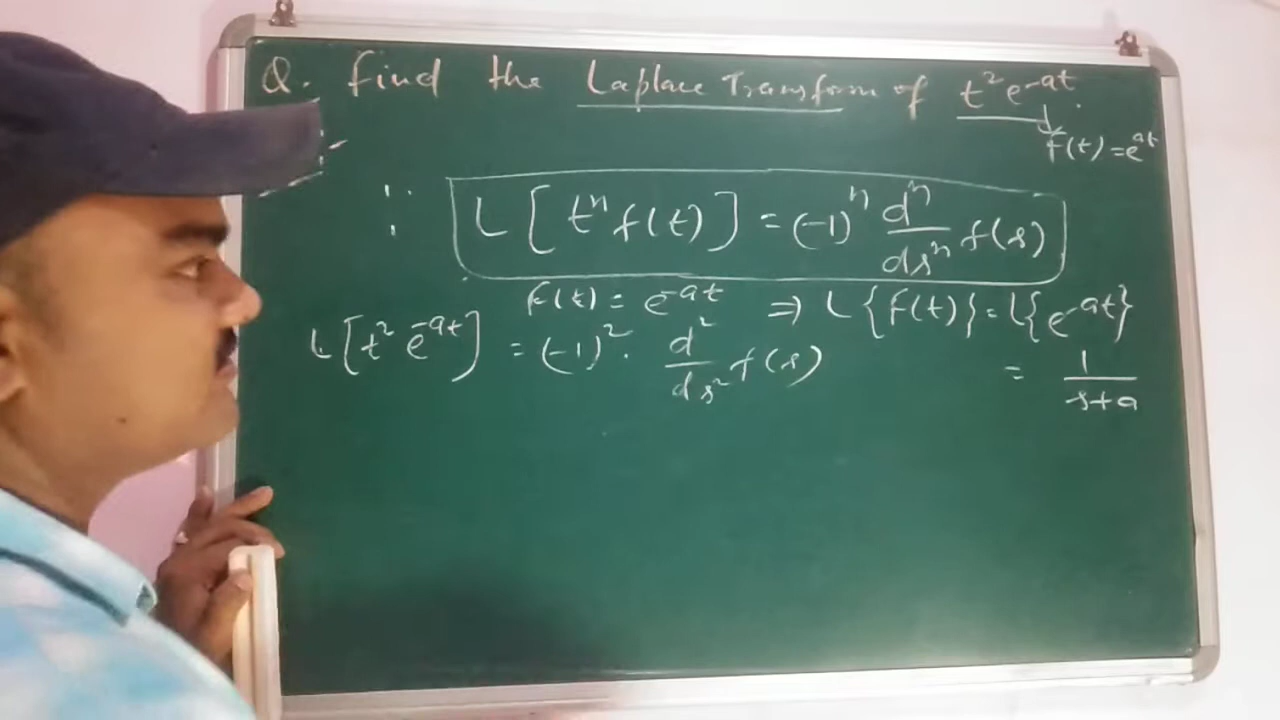 Q. find the Laplace Transform of t²e⁻ᵃᵗ.
f(t) = eᵃᵗ
∵ L[tⁿ f(t)] = (-1)ⁿ dⁿ/dsⁿ f(s)
f(t) = e⁻ᵃᵗ ⇒ L{f(t)} = L{e⁻ᵃᵗ}
L[t² e⁻ᵃᵗ] = (-1)² · d²/ds² f(s)
= 1/s+a